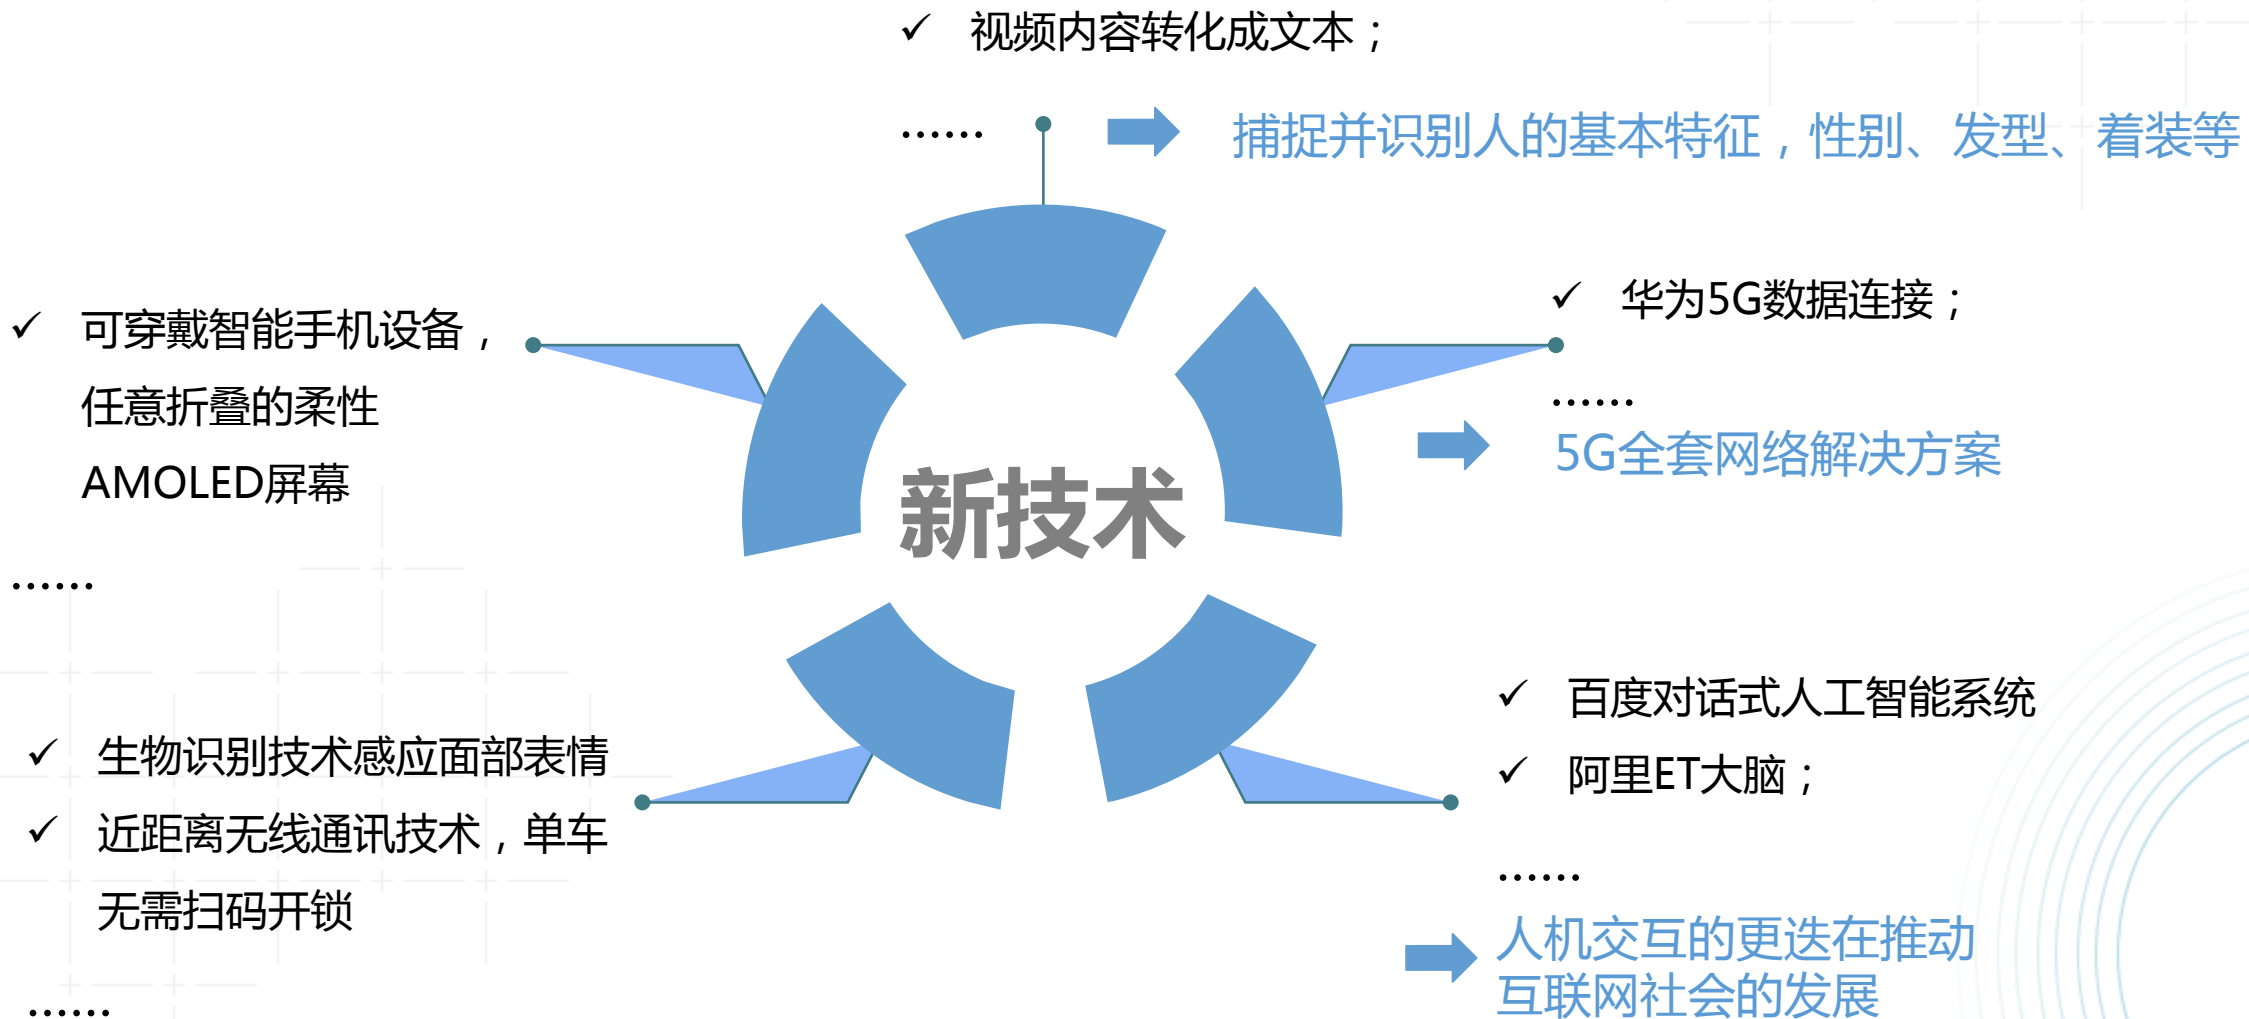 视频内容转化成文本；
……
捕捉并识别人的基本特征，性别、发型、着装等
可穿戴智能手机设备，
任意折叠的柔性
AMOLED屏幕
……
华为5G数据连接；
……
5G全套网络解决方案
新技术
生物识别技术感应面部表情
近距离无线通讯技术，单车
无需扫码开锁
……
百度对话式人工智能系统
阿里ET大脑；
……
人机交互的更迭在推动
互联网社会的发展